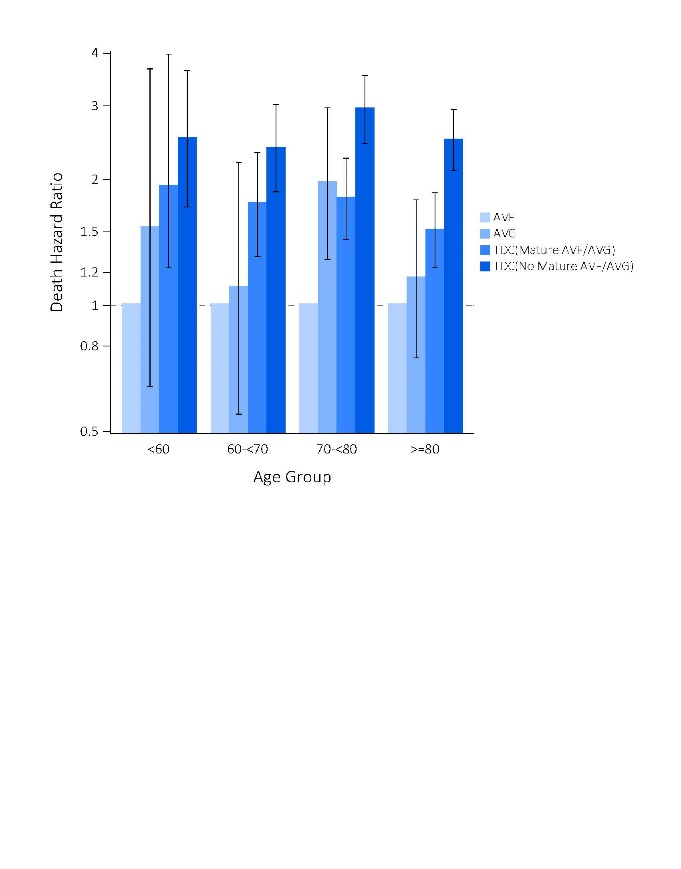 4
3
2
1.5
1.2
1
0.8
0.5
Death Hazard Ratio
<60
60-<70
70-<80
>=80
Age Group
AVF
AVG
TDC(Mature AVF/AVG)
TDC(No Mature AVF/AVG)